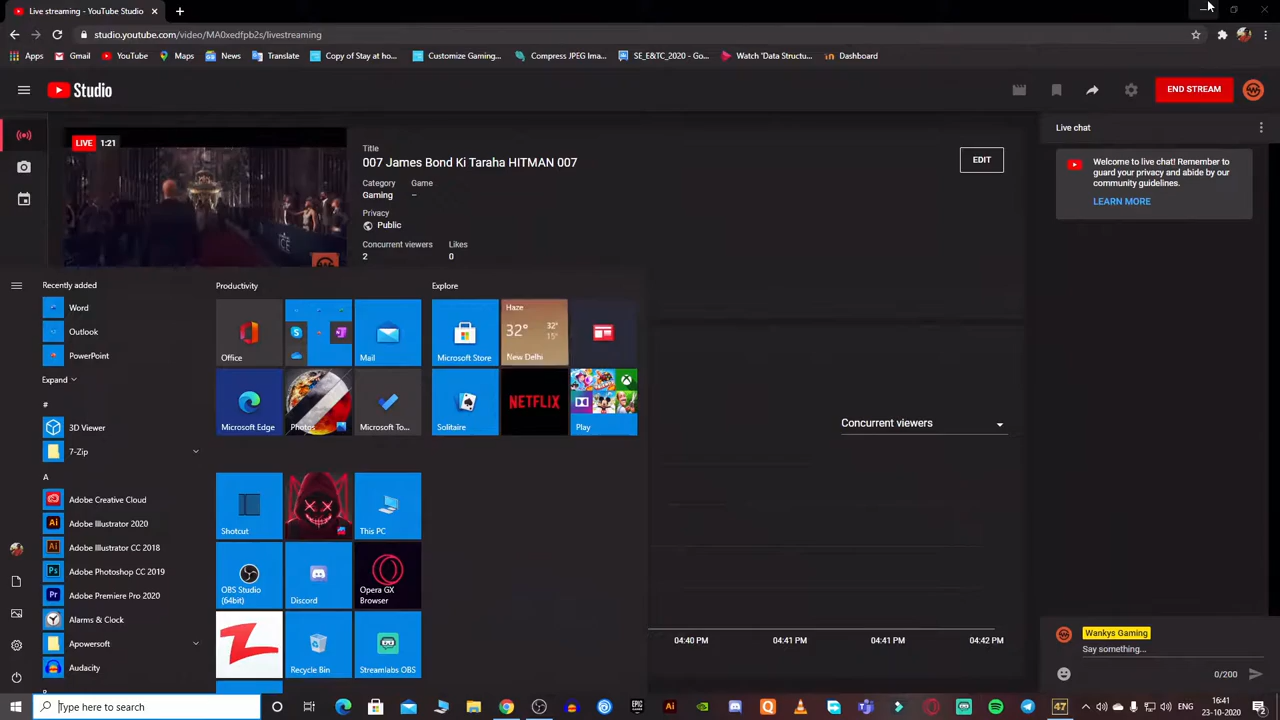 Live streaming - YouTube Studio
studio.youtube.com/video/MA0xedfpb2s/livestreaming
Apps Gmail YouTube Maps News Translate Copy of Stay at ho... Customize Gaming... Compress JPEG Ima... SE_E&TC_2020 - Go... Watch 'Data Structu... Dashboard
Studio
END STREAM
LIVE 1:21
Title
007 James Bond Ki Taraha HITMAN 007
EDIT
Category Game
Gaming –
Privacy
Public
Concurrent viewers Likes
2 0
Live chat
Welcome to live chat! Remember to
guard your privacy and abide by our
community guidelines.
LEARN MORE
Recently added
Word
Outlook
PowerPoint
Expand
#
3D Viewer
7-Zip
A
Adobe Creative Cloud
Adobe Illustrator 2020
Adobe Illustrator CC 2018
Adobe Photoshop CC 2019
Adobe Premiere Pro 2020
Alarms & Clock
Apowersoft
Audacity
Productivity
Office
Mail
Microsoft Edge
Photos
Microsoft To...
Explore
Microsoft Store
Haze
32° 32°
15°
New Delhi
Solitaire
NETFLIX
Play
Shotcut
This PC
OBS Studio
(64bit)
Discord
Opera GX
Browser
Recycle Bin
Streamlabs OBS
Concurrent viewers
04:40 PM 04:41 PM 04:41 PM 04:42 PM
Wankys Gaming
Say something...
0/200
Type here to search
47
16:41
23-10-2020